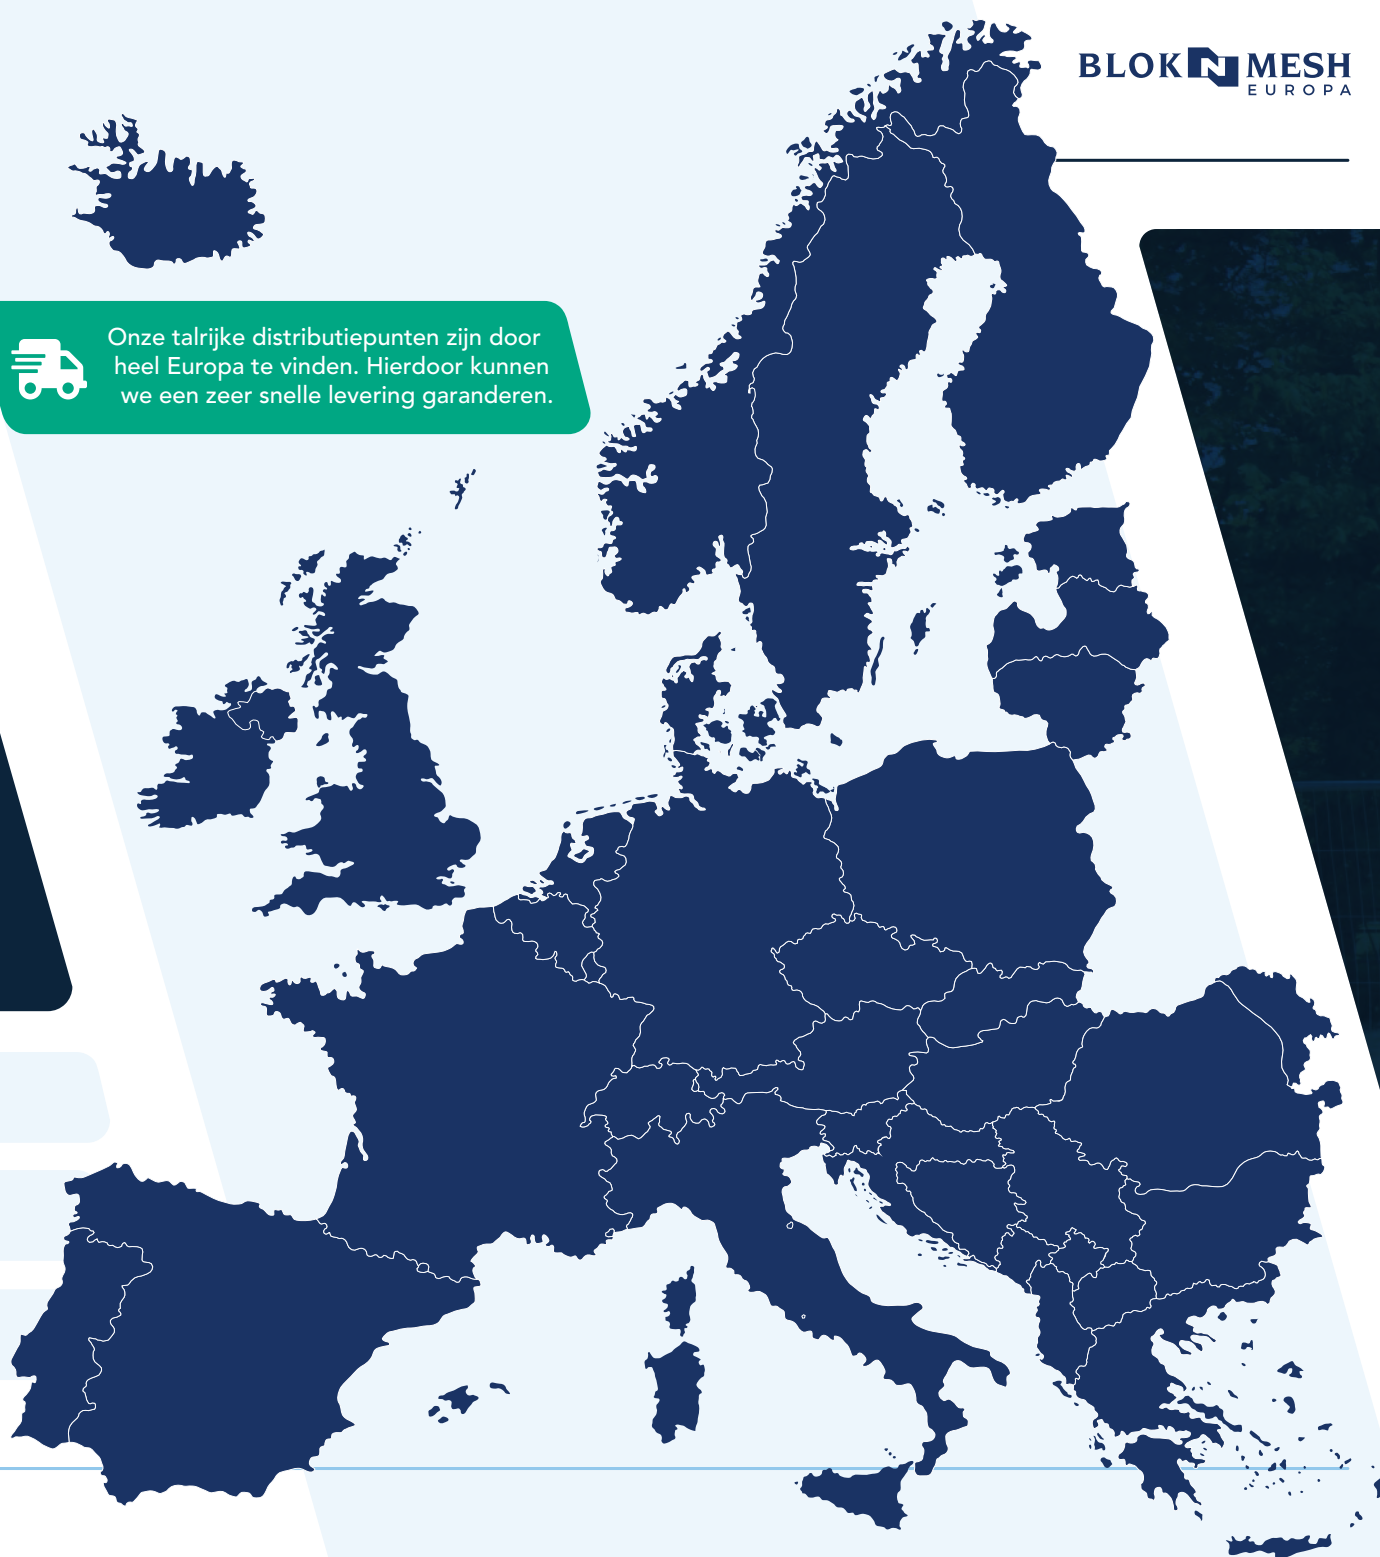 BLOK N MESH
EUROPA
Onze talrijke distributiepunten zijn door
heel Europa te vinden. Hierdoor kunnen
we een zeer snelle levering garanderen.